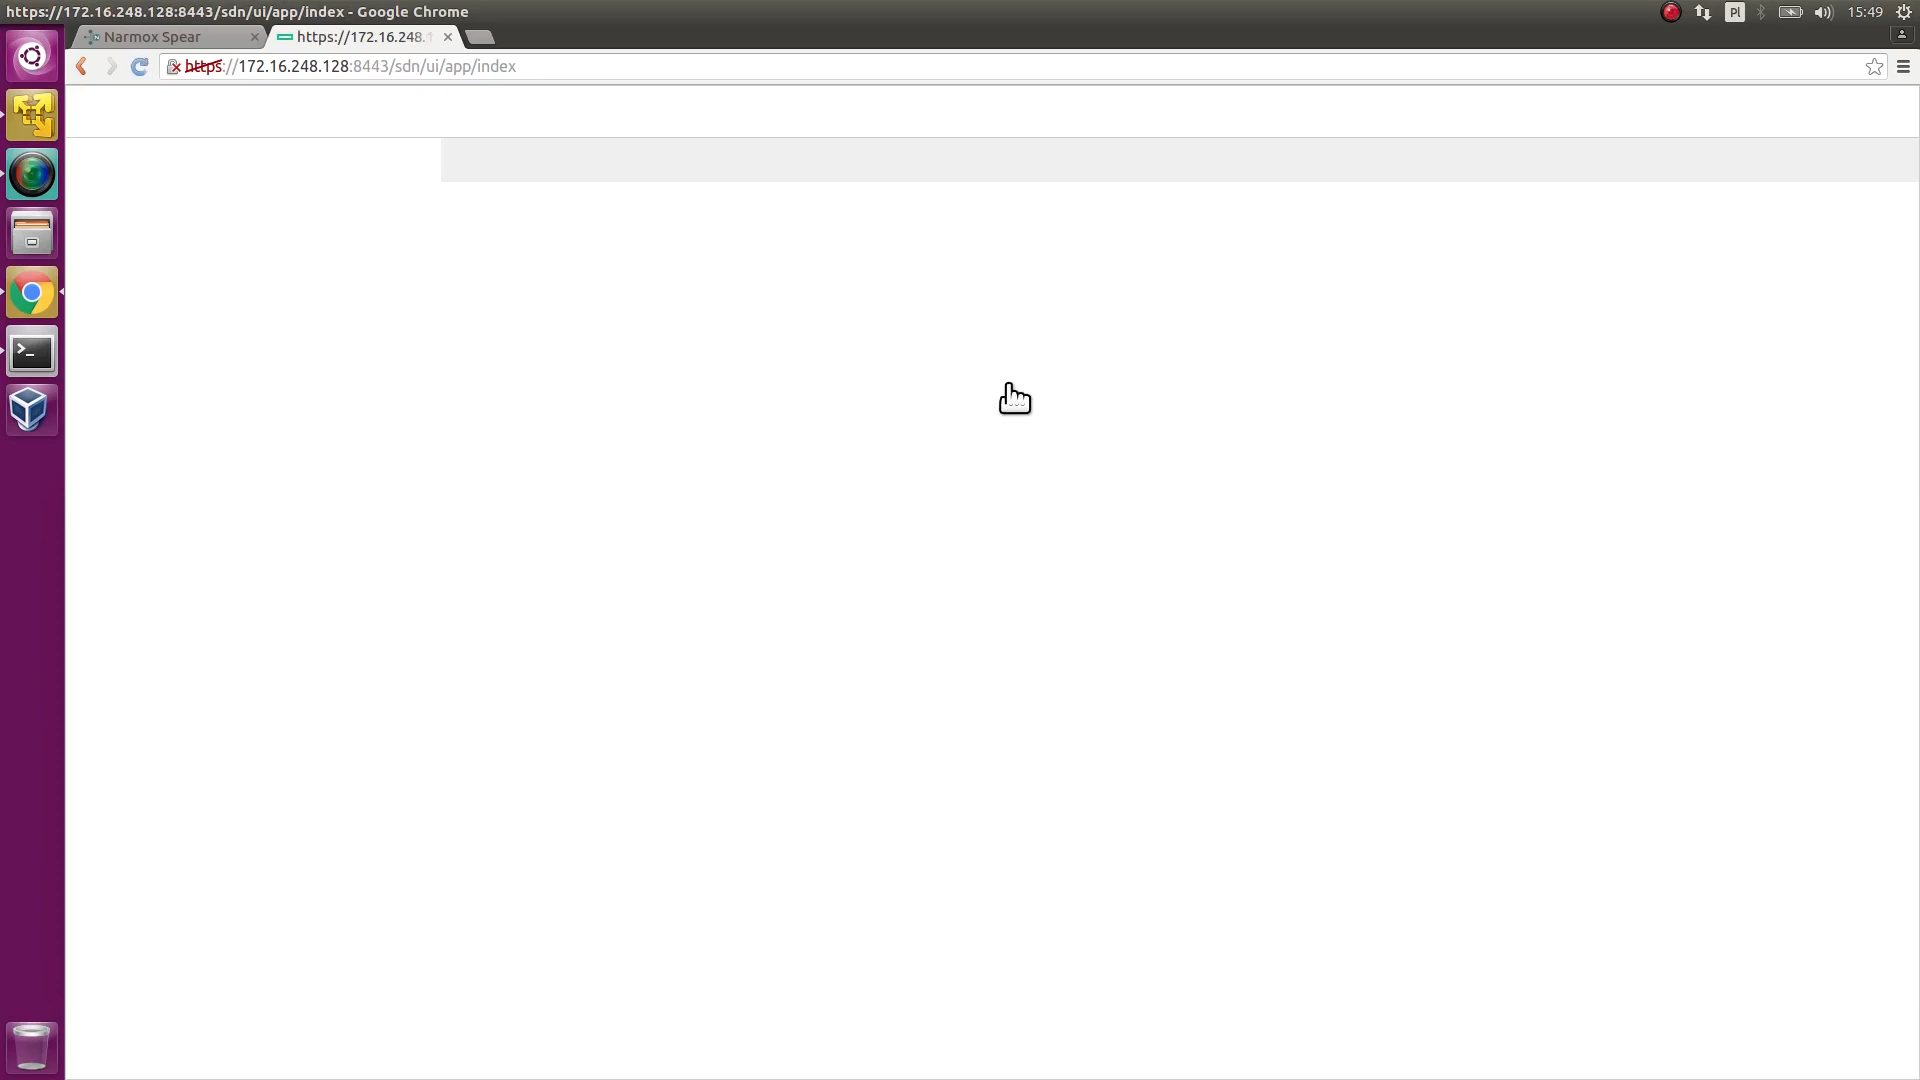 https://172.16.248.128:8443/sdn/ui/app/index - Google Chrome
Pl
15:49
Narmox Spear
https://172.16.248.
https://172.16.248.128:8443/sdn/ui/app/index
>_